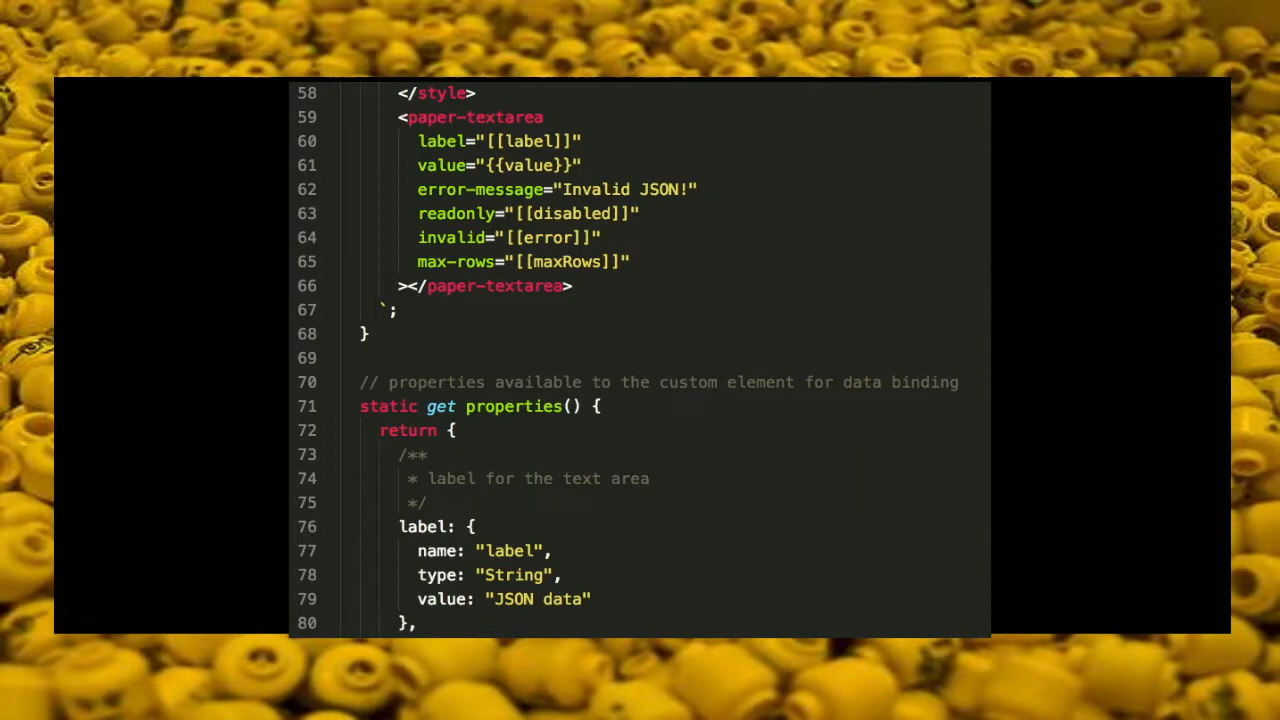 58 </style>
59 <paper-textarea
60 label="[[label]]"
61 value="{{value}}"
62 error-message="Invalid JSON!"
63 readonly="[[disabled]]"
64 invalid="[[error]]"
65 max-rows="[[maxRows]]"
66 ></paper-textarea>
67 `;
68 }
69
70 // properties available to the custom element for data binding
71 static get properties() {
72 return {
73 /**
74 * label for the text area
75 */
76 label: {
77 name: "label",
78 type: "String",
79 value: "JSON data"
80 },